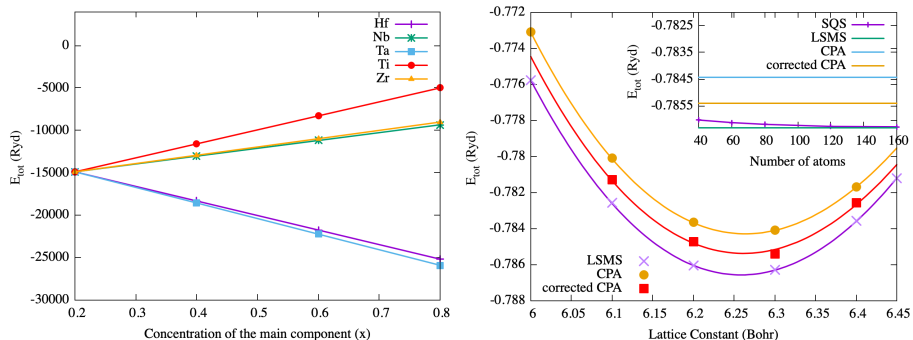 Hf
Nb
Ta
Ti
Zr
0
-5000
-10000
-15000
-20000
-25000
-30000
E_tot (Ryd)
0.2 0.3 0.4 0.5 0.6 0.7 0.8
Concentration of the main component (x)
-0.772
-0.774
-0.776
-0.778
-0.78
-0.782
-0.784
-0.786
-0.788
E_tot (Ryd)
6 6.05 6.1 6.15 6.2 6.25 6.3 6.35 6.4 6.45
Lattice Constant (Bohr)
LSMS
CPA
corrected CPA
SQS
LSMS
CPA
corrected CPA
-0.7825
-0.7835
-0.7845
-0.7855
E_tot (Ryd)
40 60 80 100 120 140 160
Number of atoms